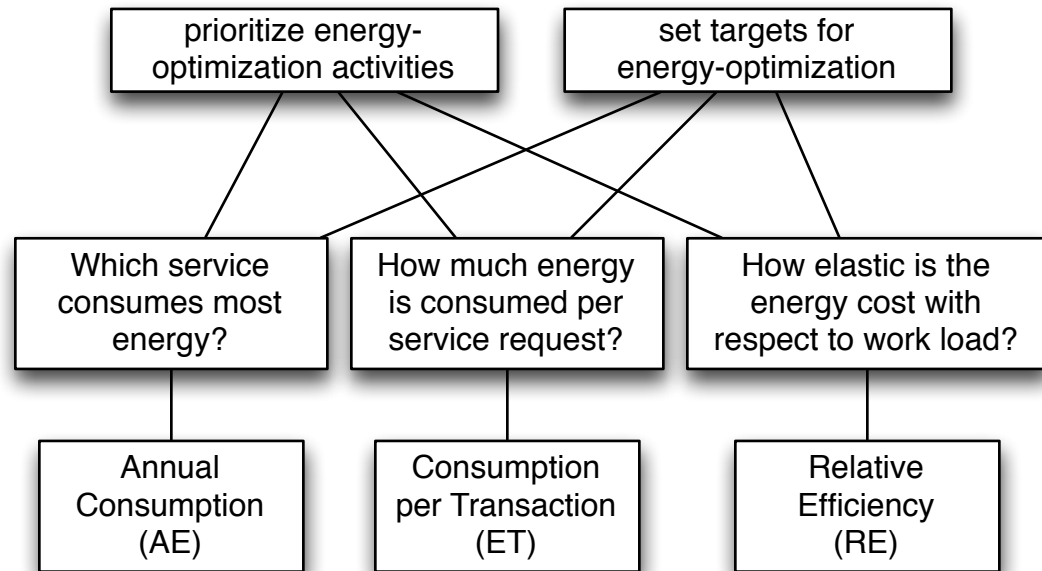 prioritize energy-
optimization activities
set targets for
energy-optimization
Which service
consumes most
energy?
How much energy
is consumed per
service request?
How elastic is the
energy cost with
respect to work load?
Annual
Consumption
(AE)
Consumption
per Transaction
(ET)
Relative
Efficiency
(RE)